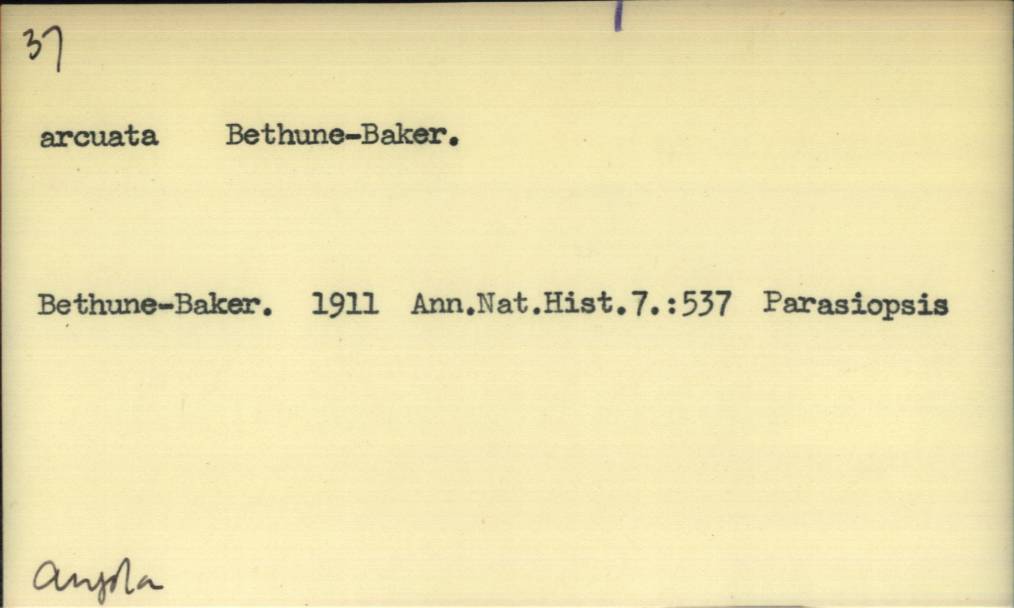 37
arcuata Bethune-Baker.
Bethune-Baker. 1911 Ann.Nat.Hist.7.:537 Parasiopsis
Angola